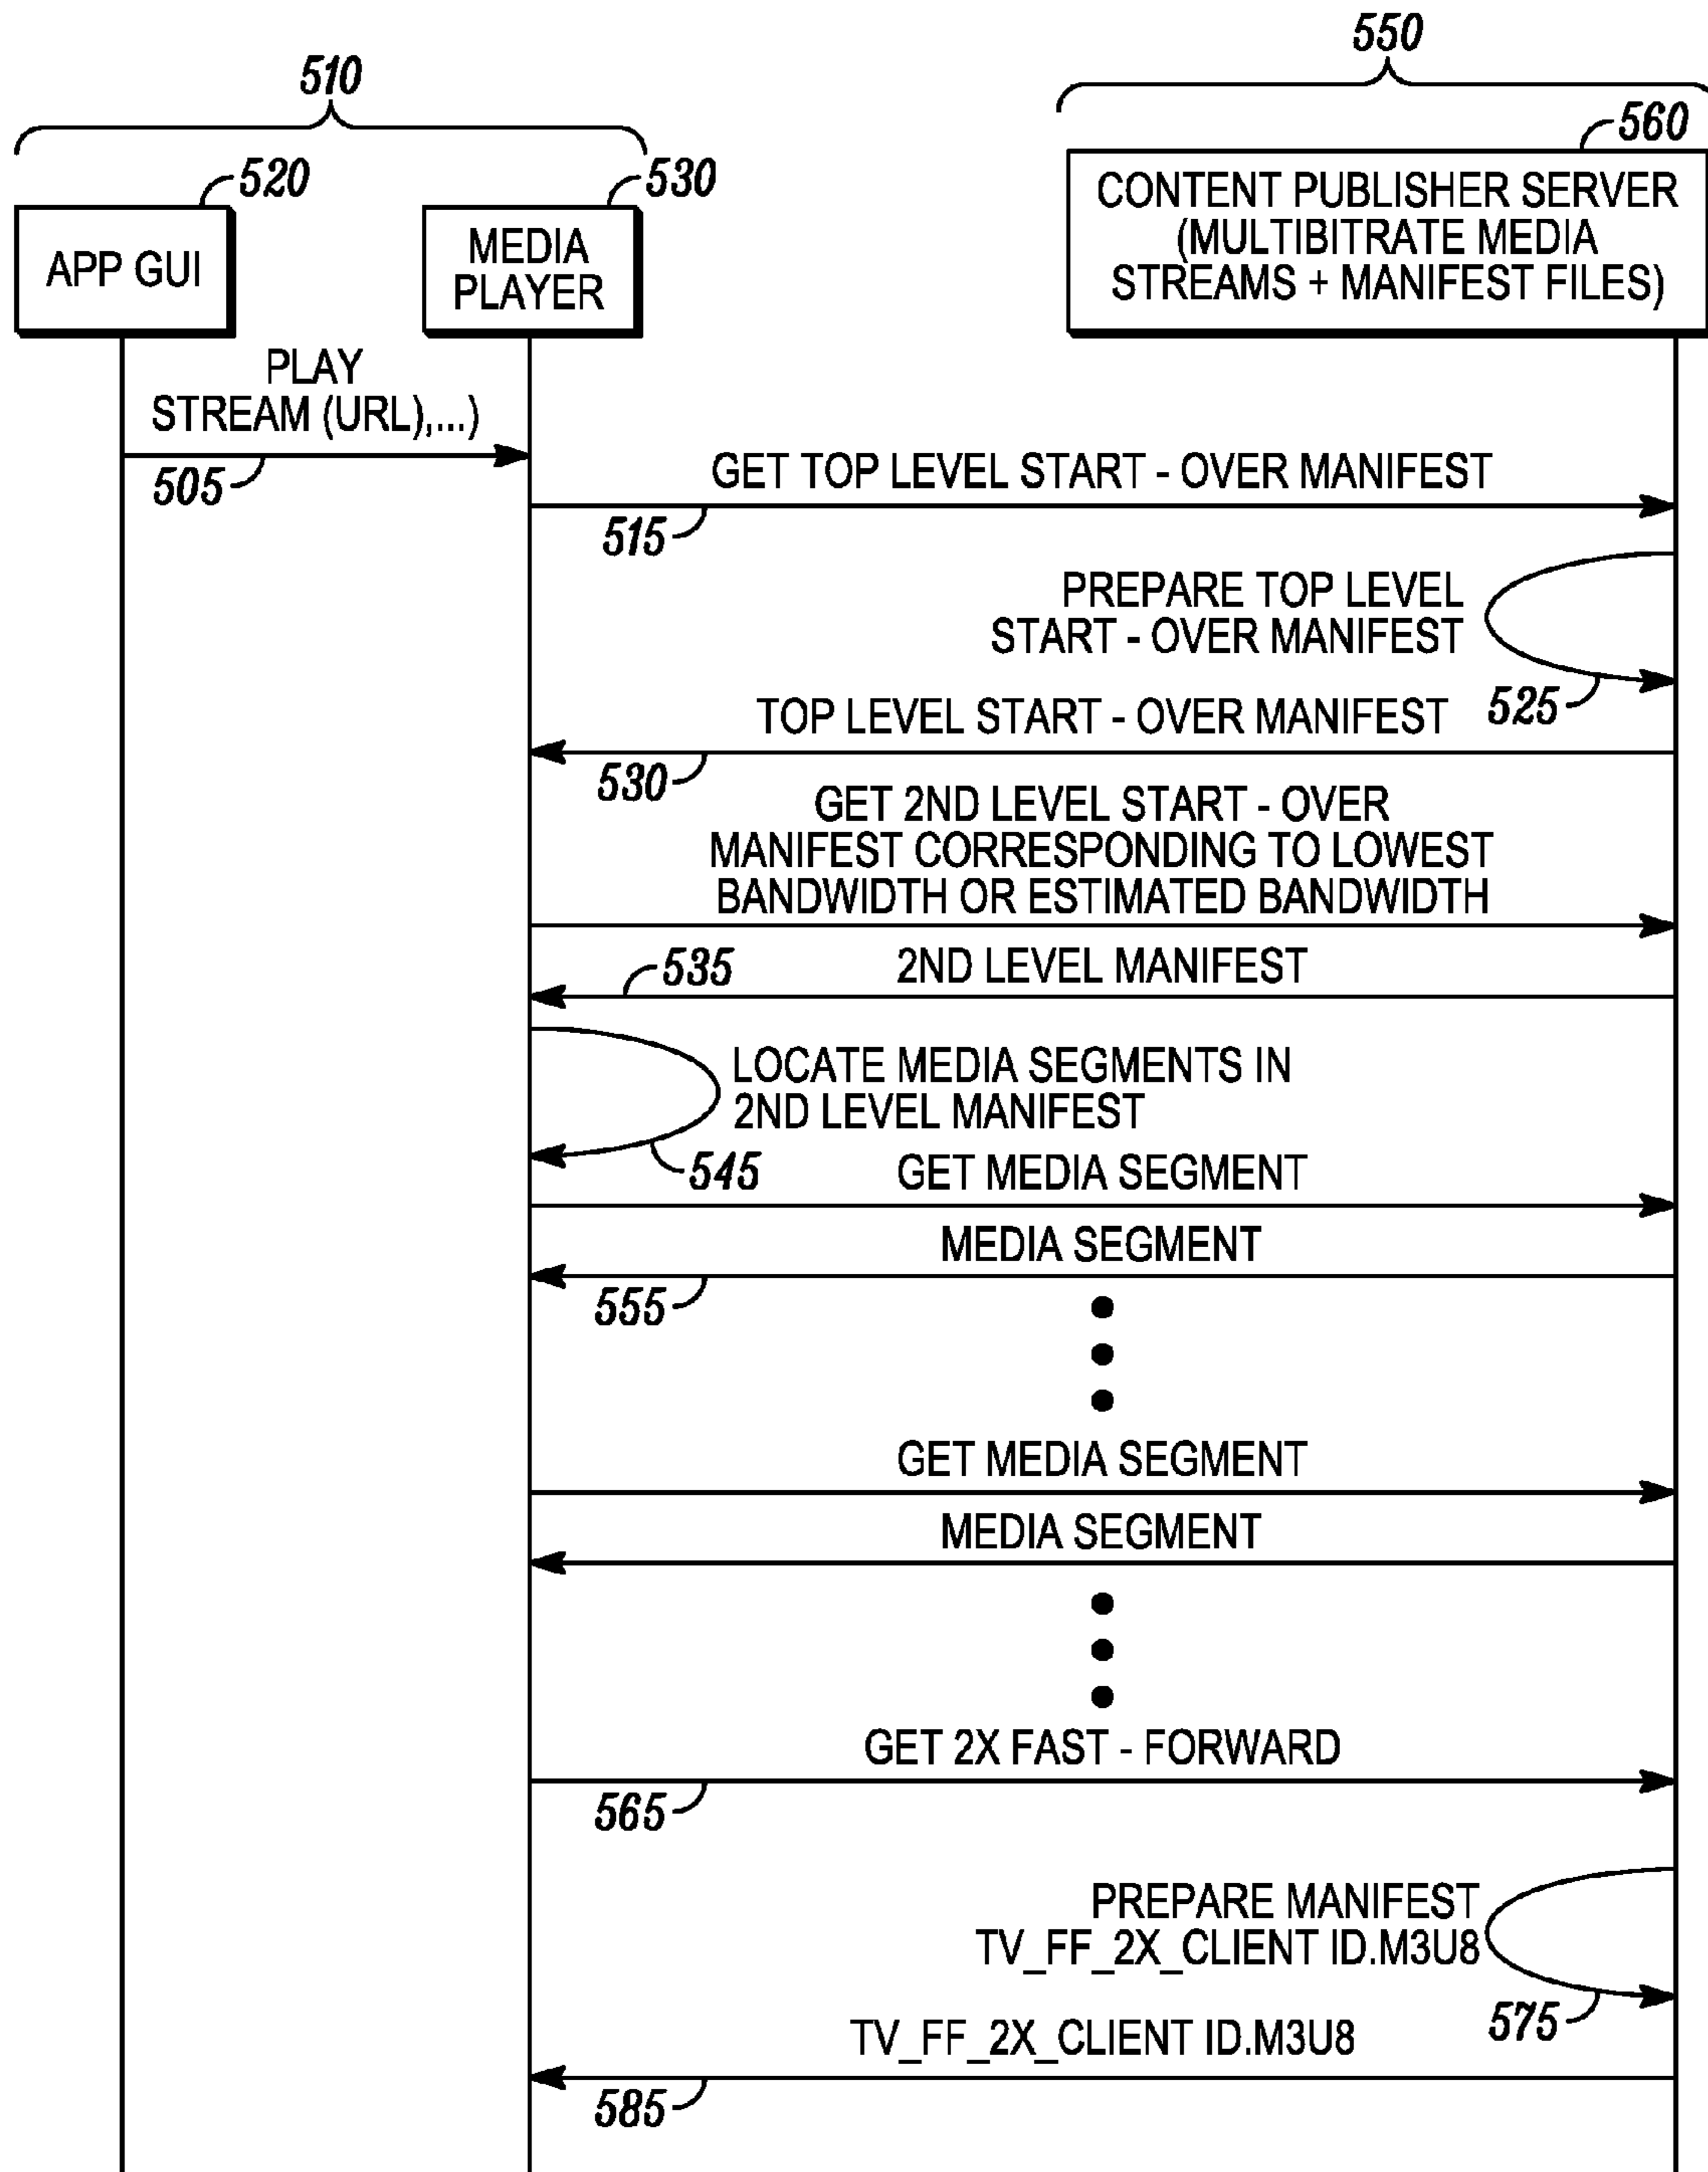 510
550
520
530
560
APP GUI
MEDIA
PLAYER
CONTENT PUBLISHER SERVER
(MULTIBITRATE MEDIA
STREAMS + MANIFEST FILES)
PLAY
STREAM (URL),...)
505
GET TOP LEVEL START - OVER MANIFEST
515
PREPARE TOP LEVEL
START - OVER MANIFEST
525
TOP LEVEL START - OVER MANIFEST
530
GET 2ND LEVEL START - OVER
MANIFEST CORRESPONDING TO LOWEST
BANDWIDTH OR ESTIMATED BANDWIDTH
535
2ND LEVEL MANIFEST
LOCATE MEDIA SEGMENTS IN
2ND LEVEL MANIFEST
545
GET MEDIA SEGMENT
MEDIA SEGMENT
555
GET MEDIA SEGMENT
MEDIA SEGMENT
GET 2X FAST - FORWARD
565
PREPARE MANIFEST
TV_FF_2X_CLIENT ID.M3U8
575
TV_FF_2X_CLIENT ID.M3U8
585